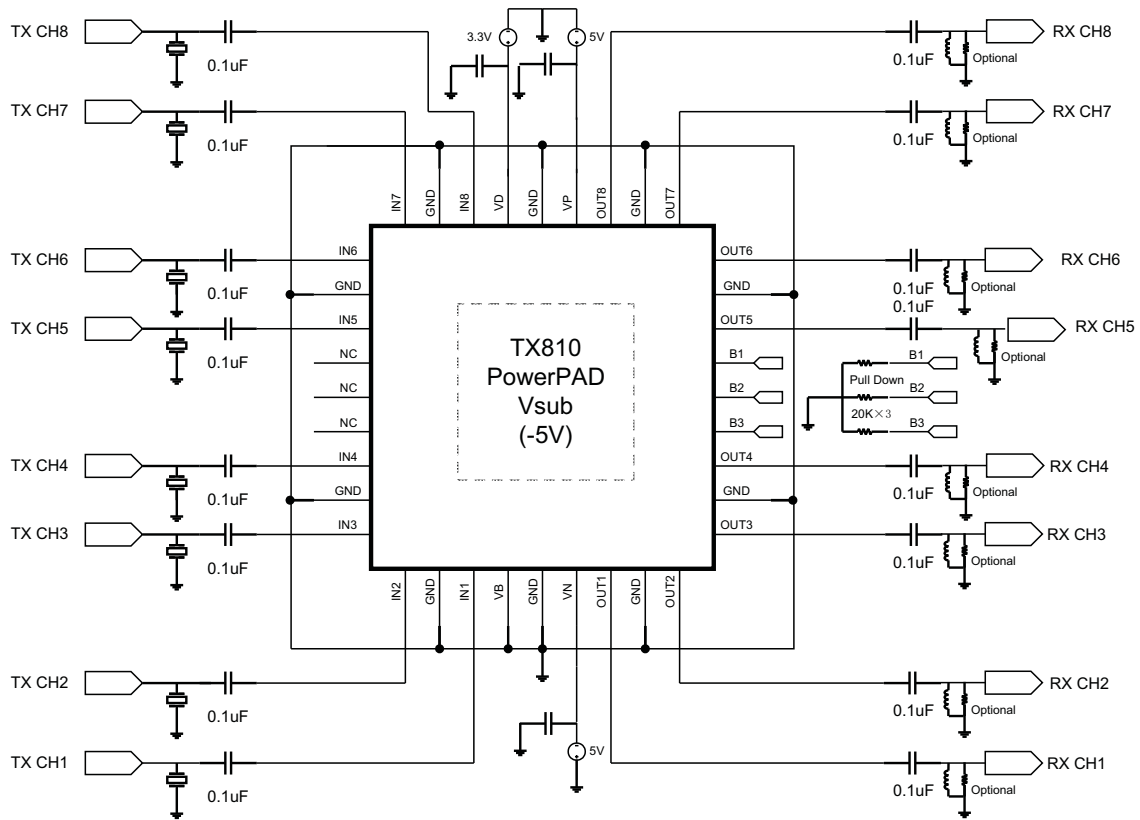 TX CH8
0.1uF
3.3V
5V
0.1uF
Optional
RX CH8
TX CH7
0.1uF
0.1uF
Optional
RX CH7
IN7
GND
IN8
VD
GND
VP
OUT8
GND
OUT7
TX CH6
0.1uF
IN6
OUT6
0.1uF
Optional
RX CH6
GND
GND
TX CH5
0.1uF
IN5
OUT5
0.1uF
Optional
RX CH5
NC
NC
NC
TX810
PowerPAD
Vsub
(-5V)
B1
B2
B3
B1
Pull Down
B2
20K×3
B3
TX CH4
0.1uF
IN4
OUT4
0.1uF
Optional
RX CH4
GND
GND
TX CH3
0.1uF
IN3
OUT3
0.1uF
Optional
RX CH3
IN2
GND
IN1
VB
GND
VN
OUT1
GND
OUT2
TX CH2
0.1uF
0.1uF
Optional
RX CH2
TX CH1
0.1uF
5V
0.1uF
Optional
RX CH1